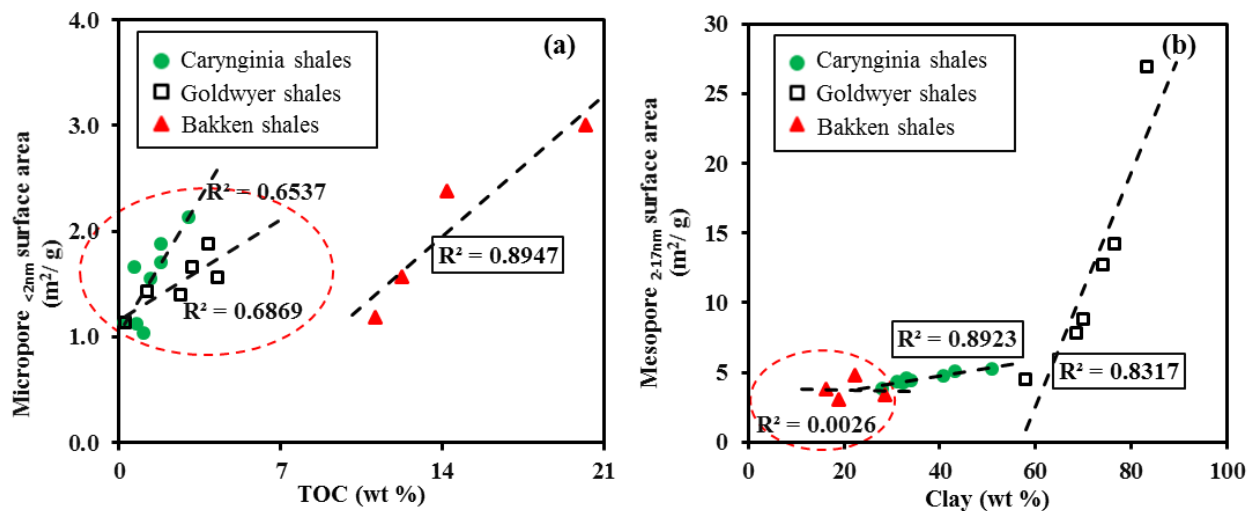 (a)
Carynginia shales
Goldwyer shales
Bakken shales
4.0
3.0
2.0
1.0
0.0
Micropore <2nm surface area
(m²/ g)
R² = 0.6537
R² = 0.8947
R² = 0.6869
0
7
14
21
TOC (wt %)
(b)
Carynginia shales
Goldwyer shales
Bakken shales
30
25
20
15
10
5
0
Mesopore 2-17nm surface area
(m²/ g)
R² = 0.8923
R² = 0.8317
R² = 0.0026
0
20
40
60
80
100
Clay (wt %)